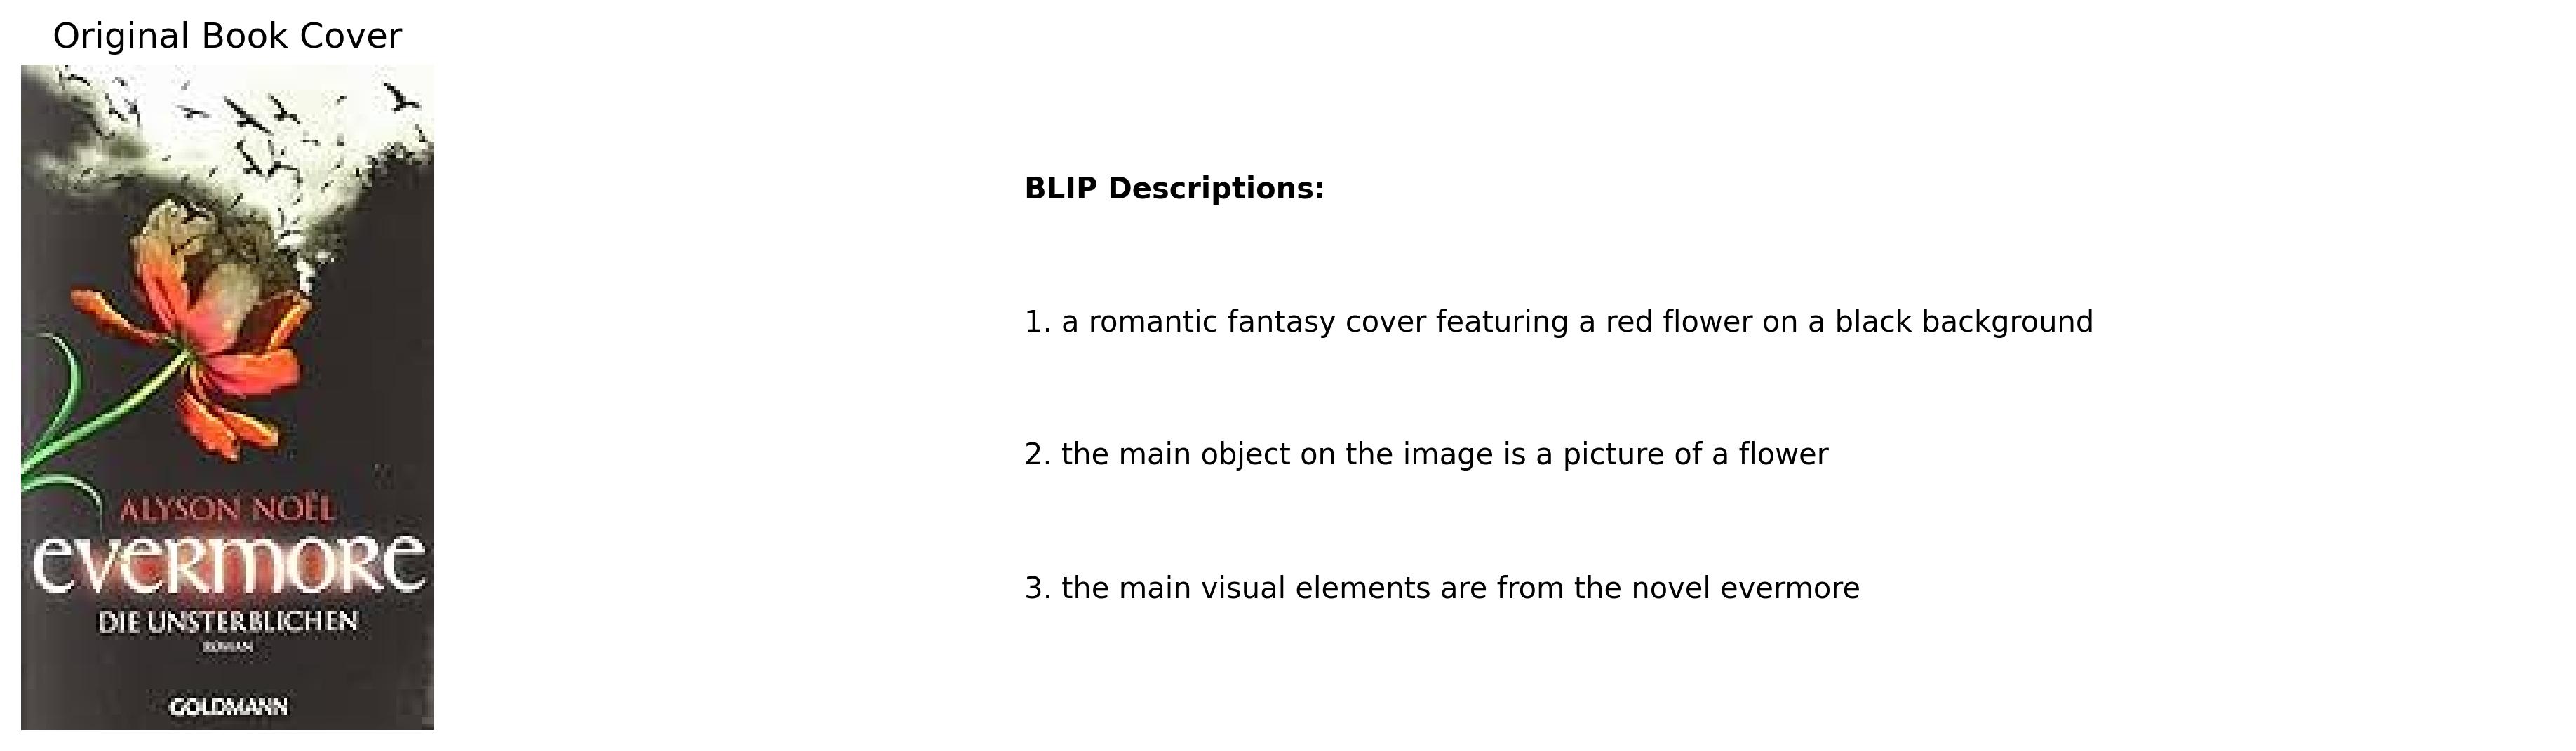 Original Book Cover
ALYSON NOËL
evermore
DIE UNSTERBLICHEN
ROMAN
GOLDMANN
BLIP Descriptions:
1. a romantic fantasy cover featuring a red flower on a black background
2. the main object on the image is a picture of a flower
3. the main visual elements are from the novel evermore